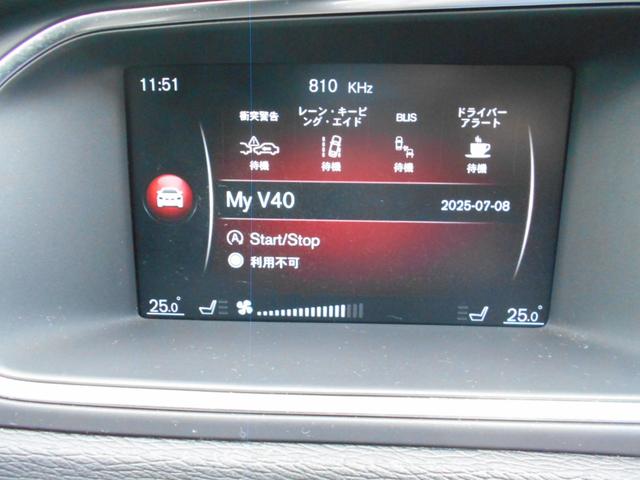 11:51
810 KHz
衝突警告
レーン・キーピ
ング・エイド
BLIS
ドライバー
アラート
待機
待機
待機
待機
My V40
2025-07-08
A Start/Stop
利用不可
25.0°
25.0°